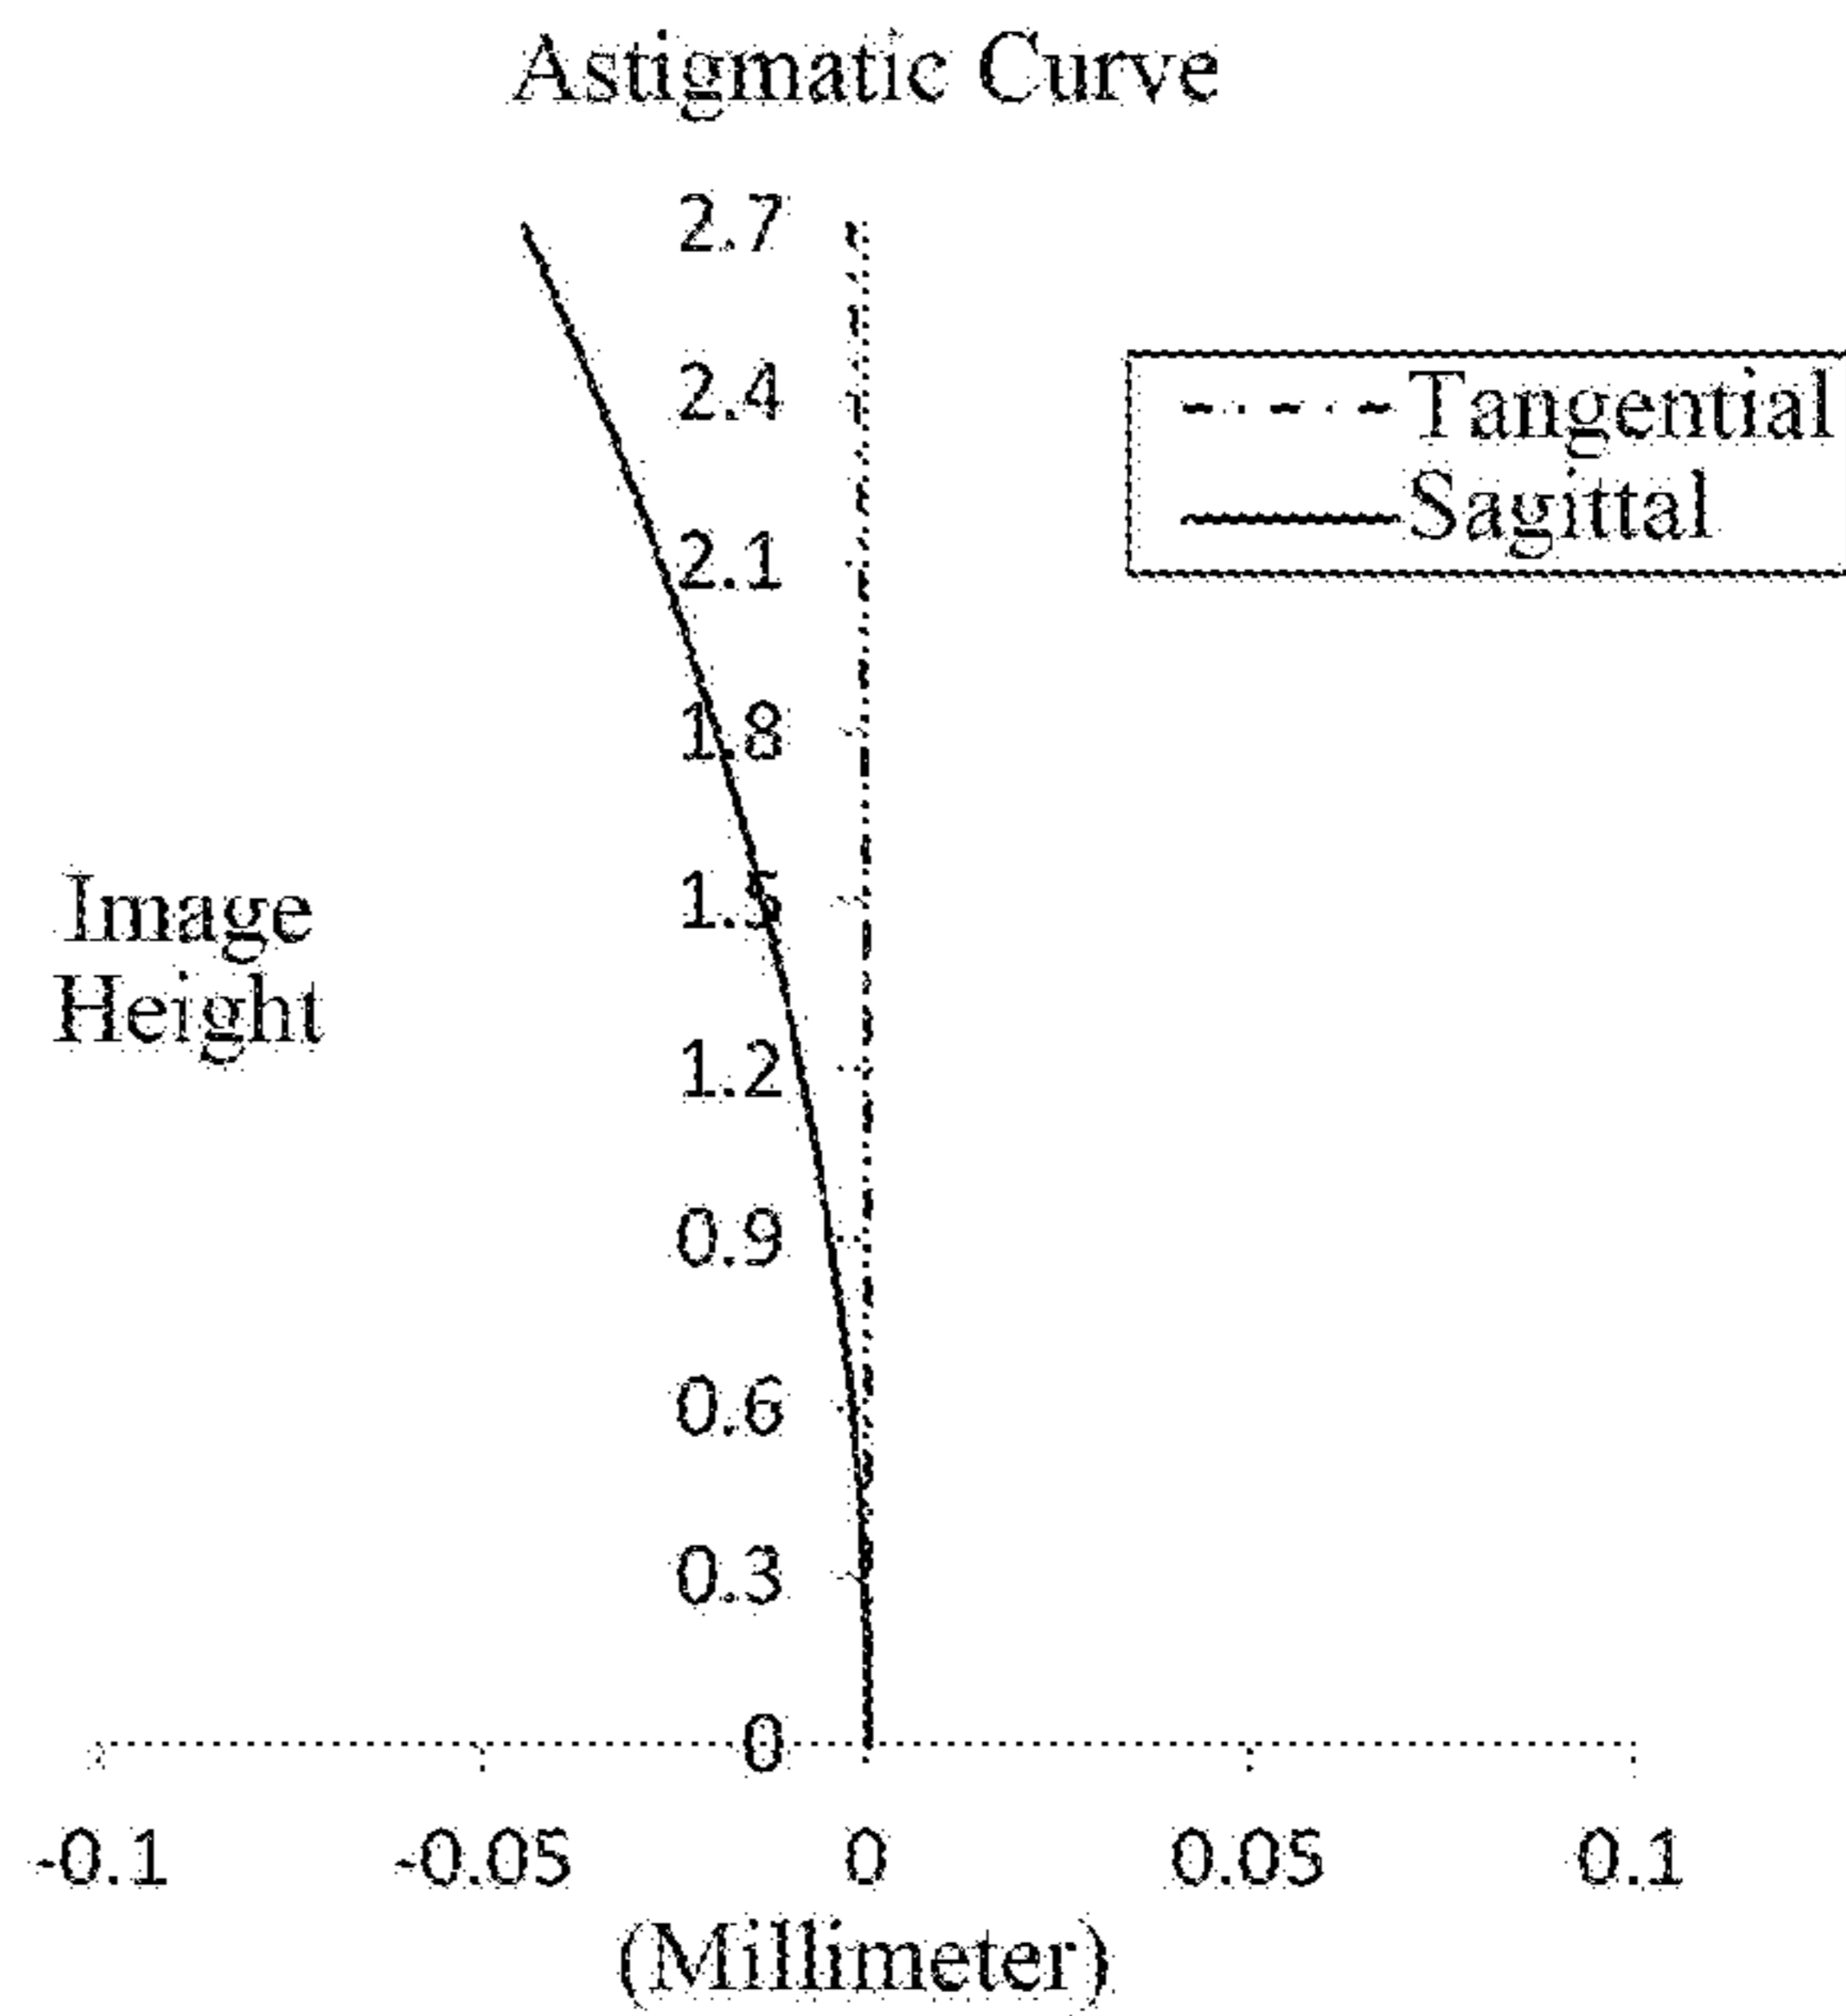 Astigmatic Curve
2.7
2.4
Tangential
Sagittal
2.1
1.8
1.5
Image
Height
1.2
0.9
0.6
0.3
0
-0.1 -0.05 0 0.05 0.1
(Millimeter)